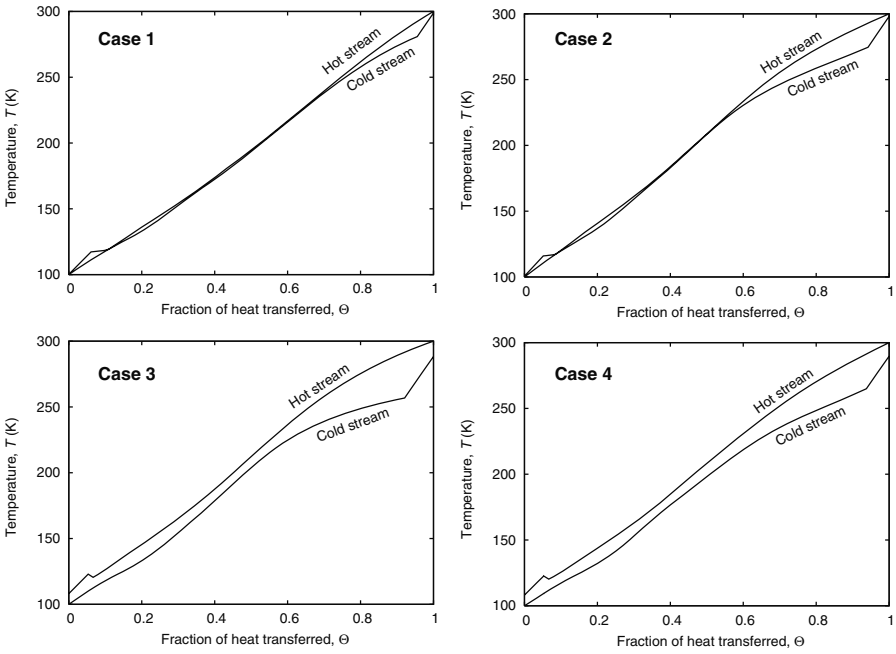 Case 1
Hot stream
Cold stream
300
250
200
150
100
0
0.2
0.4
0.6
0.8
1
Temperature, T (K)
Fraction of heat transferred, Θ
Case 2
Hot stream
Cold stream
300
250
200
150
100
0
0.2
0.4
0.6
0.8
1
Temperature, T (K)
Fraction of heat transferred, Θ
Case 3
Hot stream
Cold stream
300
250
200
150
100
0
0.2
0.4
0.6
0.8
1
Temperature, T (K)
Fraction of heat transferred, Θ
Case 4
Hot stream
Cold stream
300
250
200
150
100
0
0.2
0.4
0.6
0.8
1
Temperature, T (K)
Fraction of heat transferred, Θ